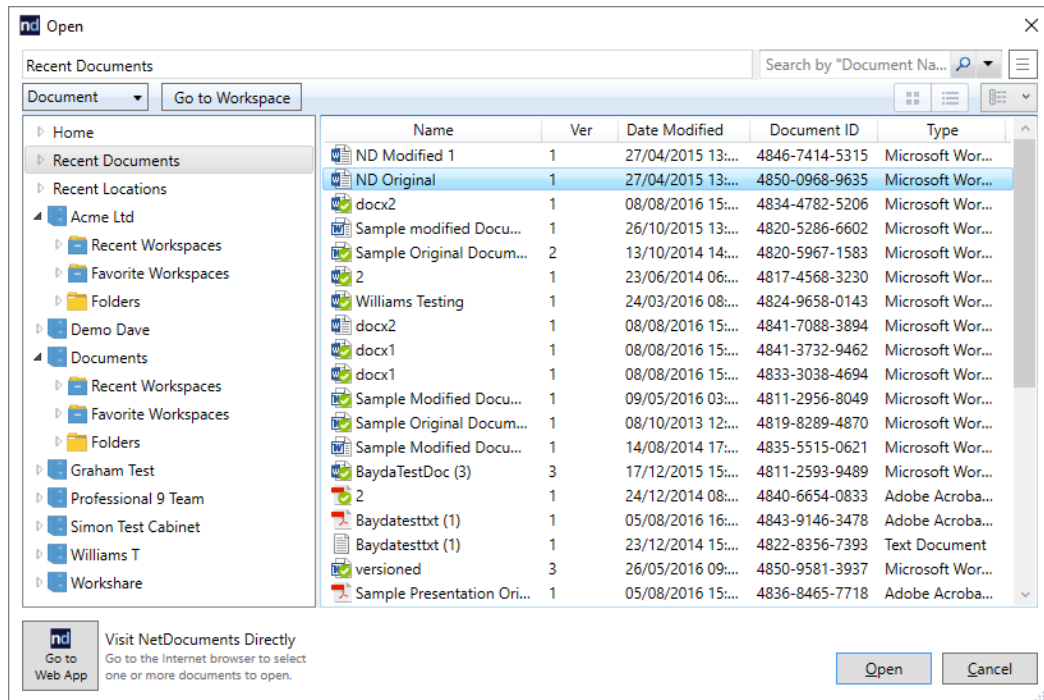 nd Open
Recent Documents Search by "Document Na...
Document Go to Workspace
Home
Recent Documents
Recent Locations
Acme Ltd
Recent Workspaces
Favorite Workspaces
Folders
Demo Dave
Documents
Recent Workspaces
Favorite Workspaces
Folders
Graham Test
Professional 9 Team
Simon Test Cabinet
Williams T
Workshare
Name Ver Date Modified Document ID Type
ND Modified 1 1 27/04/2015 13:... 4846-7414-5315 Microsoft Wor...
ND Original 1 27/04/2015 13:... 4850-0968-9635 Microsoft Wor...
docx2 1 08/08/2016 15:... 4834-4782-5206 Microsoft Wor...
Sample modified Docu... 1 26/10/2015 13:... 4820-5286-6602 Microsoft Wor...
Sample Original Docum... 2 13/10/2014 14:... 4820-5967-1583 Microsoft Wor...
2 1 23/06/2014 06:... 4817-4568-3230 Microsoft Wor...
Williams Testing 1 24/03/2016 08:... 4824-9658-0143 Microsoft Wor...
docx2 1 08/08/2016 15:... 4841-7088-3894 Microsoft Wor...
docx1 1 08/08/2016 15:... 4841-3732-9462 Microsoft Wor...
docx1 1 08/08/2016 15:... 4833-3038-4694 Microsoft Wor...
Sample Modified Docu... 1 09/05/2016 03:... 4811-2956-8049 Microsoft Wor...
Sample Original Docum... 1 08/10/2013 12:... 4819-8289-4870 Microsoft Wor...
Sample Modified Docu... 1 14/08/2014 17:... 4835-5515-0621 Microsoft Wor...
BaydaTestDoc (3) 3 17/12/2015 15:... 4811-2593-9489 Microsoft Wor...
2 1 24/12/2014 08:... 4840-6654-0833 Adobe Acroba...
Baydatesttxt (1) 1 05/08/2016 16:... 4843-9146-3478 Adobe Acroba...
Baydatesttxt (1) 1 23/12/2014 15:... 4822-8356-7393 Text Document
versioned 3 26/05/2016 09:... 4850-9581-3937 Microsoft Wor...
Sample Presentation Ori... 1 05/08/2016 15:... 4836-8465-7718 Adobe Acroba...
nd
Go to
Web App
Visit NetDocuments Directly
Go to the Internet browser to select
one or more documents to open.
Open Cancel